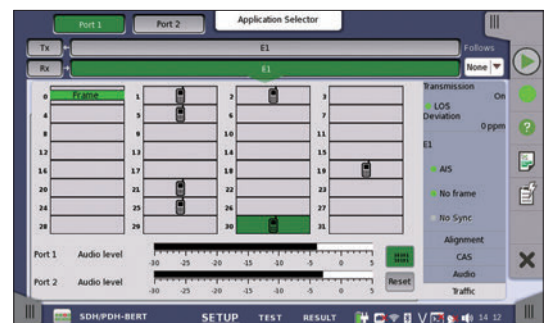 Port 1 Port 2 Application Selector
Tx E1 Follows
Rx E1 None
Transmission
On
LOS
Deviation
0 ppm
E1
AIS
No frame
No Sync
Alignment
CAS
Audio
Traffic
0 Frame 1 2 3
4 5 6 7
8 9 10 11
12 13 14 15
16 17 18 19
20 21 22 23
24 25 26 27
28 29 30 31
Port 1 Audio level
-30 -25 -20 -15 -10 -5 0 5
Port 2 Audio level Reset
-30 -25 -20 -15 -10 -5 0 5
SDH/PDH-BERT SETUP TEST RESULT 14 12